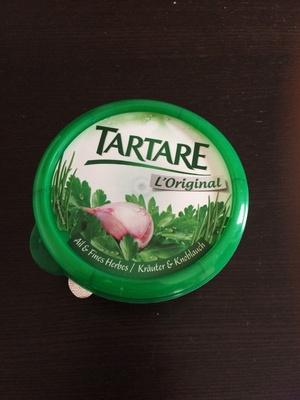 TARTARE
L'Original
Ail & Fines Herbes / Kräuter & Knoblauch